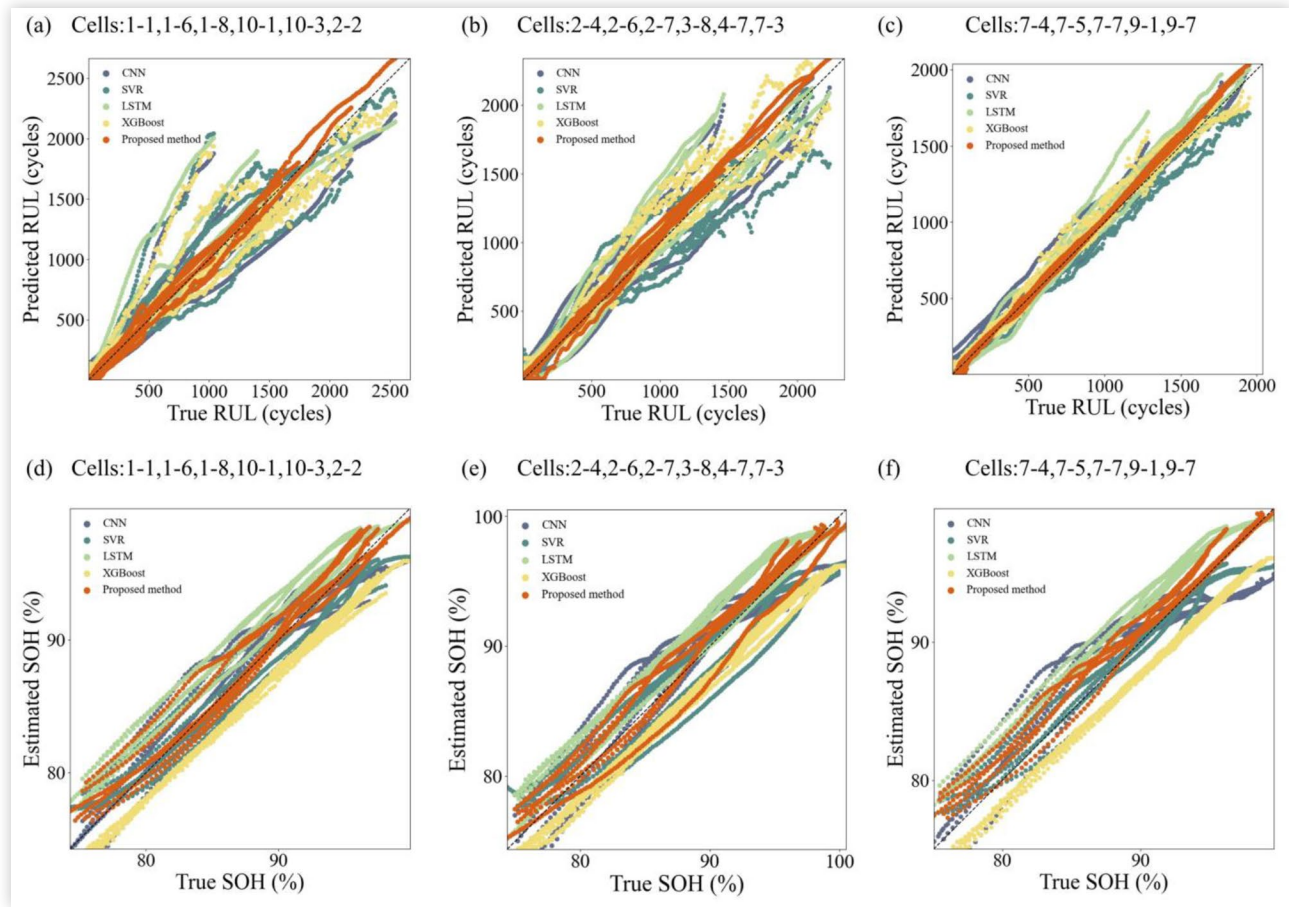 (a) Cells:1-1,1-6,1-8,10-1,10-3,2-2
Predicted RUL (cycles)
2500
2000
1500
1000
500
CNN
SVR
LSTM
XGBoost
Proposed method
500 1000 1500 2000 2500
True RUL (cycles)
(b) Cells:2-4,2-6,2-7,3-8,4-7,7-3
Predicted RUL (cycles)
2000
1500
1000
500
CNN
SVR
LSTM
XGBoost
Proposed method
500 1000 1500 2000
True RUL (cycles)
(c) Cells:7-4,7-5,7-7,9-1,9-7
Predicted RUL (cycles)
2000
1500
1000
500
CNN
SVR
LSTM
XGBoost
Proposed method
500 1000 1500 2000
True RUL (cycles)
(d) Cells:1-1,1-6,1-8,10-1,10-3,2-2
Estimated SOH (%)
90
80
CNN
SVR
LSTM
XGBoost
Proposed method
80 90
True SOH (%)
(e) Cells:2-4,2-6,2-7,3-8,4-7,7-3
Estimated SOH (%)
100
90
80
CNN
SVR
LSTM
XGBoost
Proposed method
80 90 100
True SOH (%)
(f) Cells:7-4,7-5,7-7,9-1,9-7
Estimated SOH (%)
90
80
CNN
SVR
LSTM
XGBoost
Proposed method
80 90
True SOH (%)